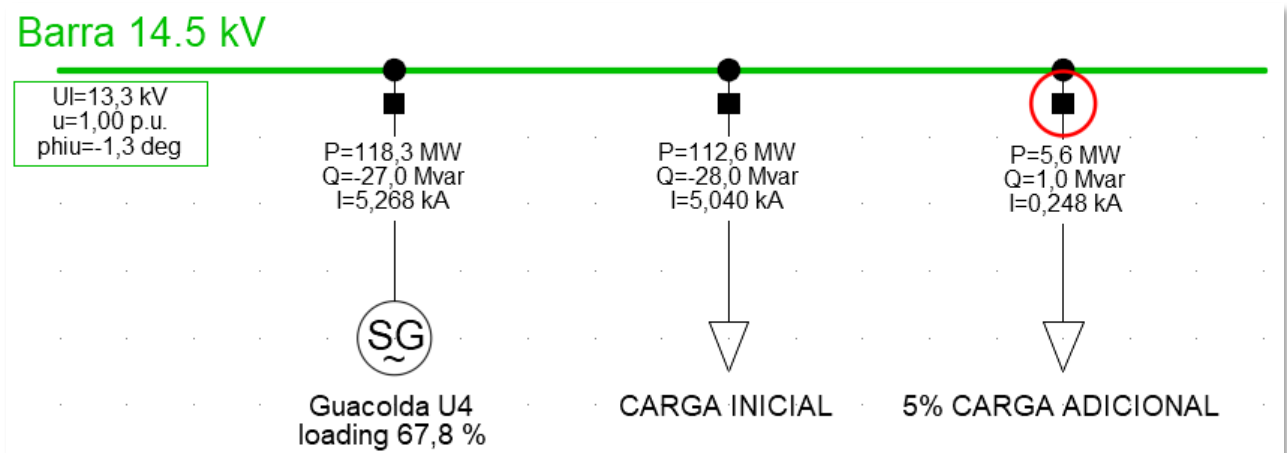 Barra 14.5 kV
Ul=13,3 kV
u=1,00 p.u.
phiu=-1,3 deg
P=118,3 MW
Q=-27,0 Mvar
I=5,268 kA
P=112,6 MW
Q=-28,0 Mvar
I=5,040 kA
P=5,6 MW
Q=1,0 Mvar
I=0,248 kA
SG
~
Guacolda U4
loading 67,8 %
CARGA INICIAL
5% CARGA ADICIONAL